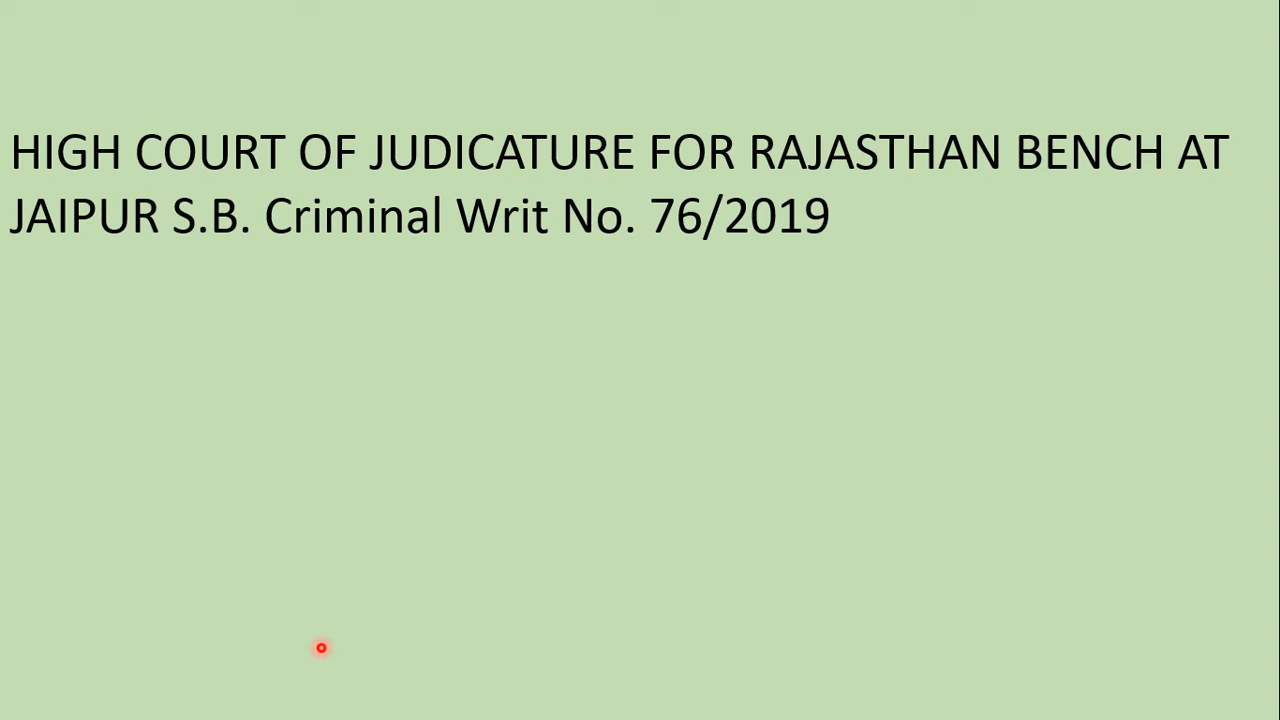 HIGH COURT OF JUDICATURE FOR RAJASTHAN BENCH AT
JAIPUR S.B. Criminal Writ No. 76/2019